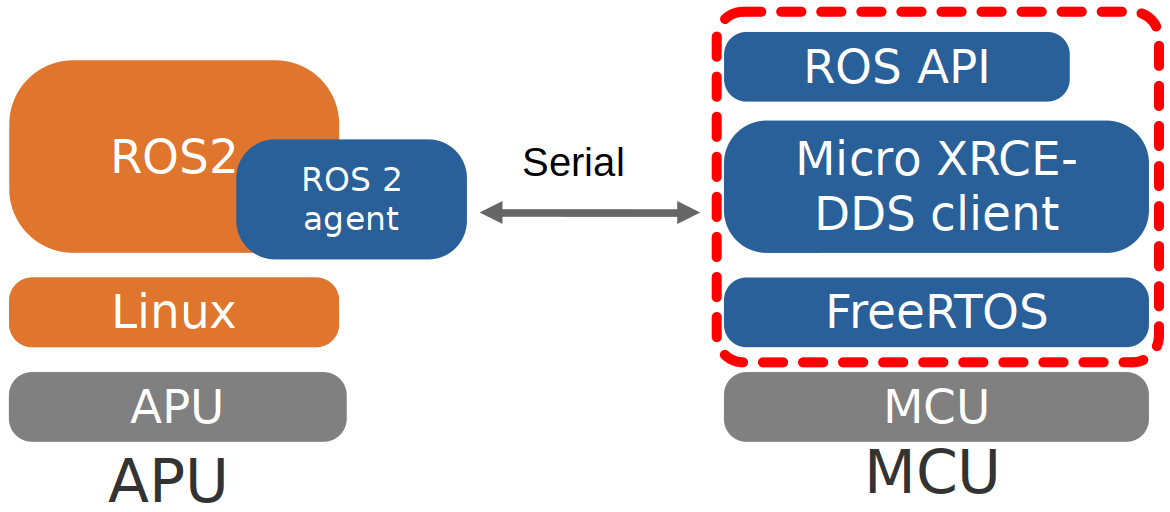 ROS2
ROS 2
agent
Linux
APU
APU
Serial
ROS API
Micro XRCE-
DDS client
FreeRTOS
MCU
MCU